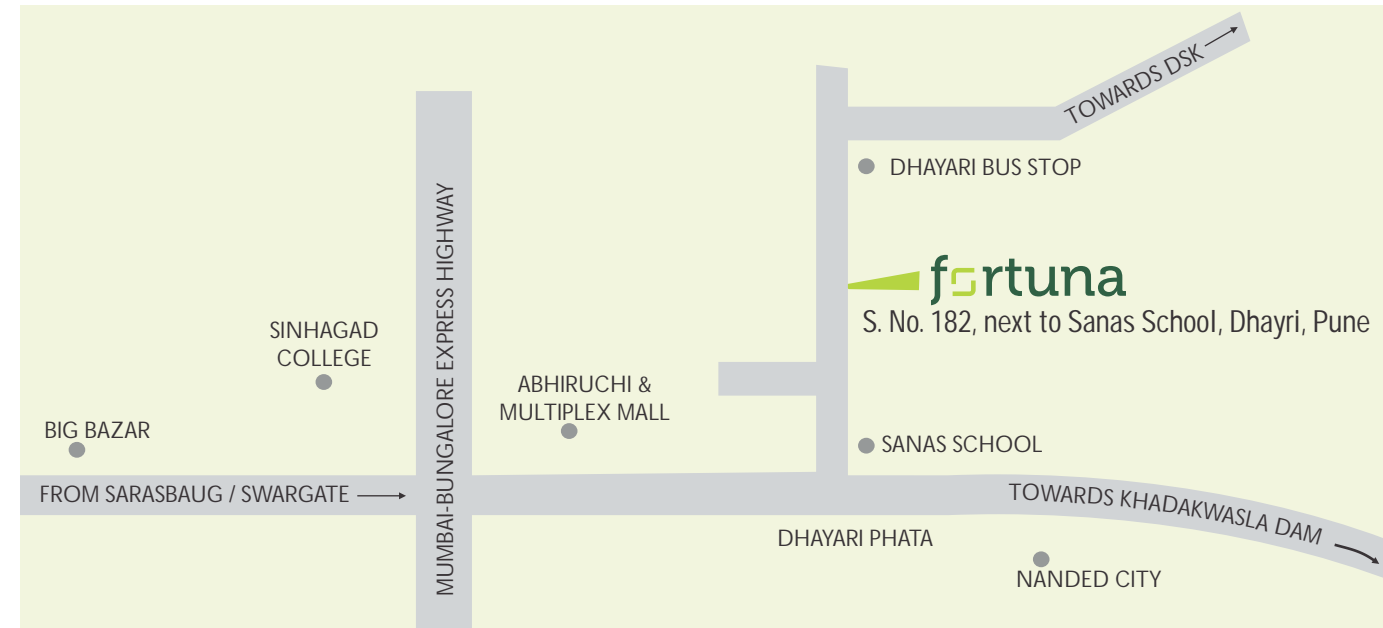 TOWARDS DSK
DHAYARI BUS STOP
fortuna
S. No. 182, next to Sanas School, Dhayri, Pune
MUMBAI-BUNGALORE EXPRESS HIGHWAY
SINHAGAD
COLLEGE
ABHIRUCHI &
MULTIPLEX MALL
BIG BAZAR
SANAS SCHOOL
FROM SARASBAUG / SWARGATE
TOWARDS KHADAKWASLA DAM
DHAYARI PHATA
NANDED CITY